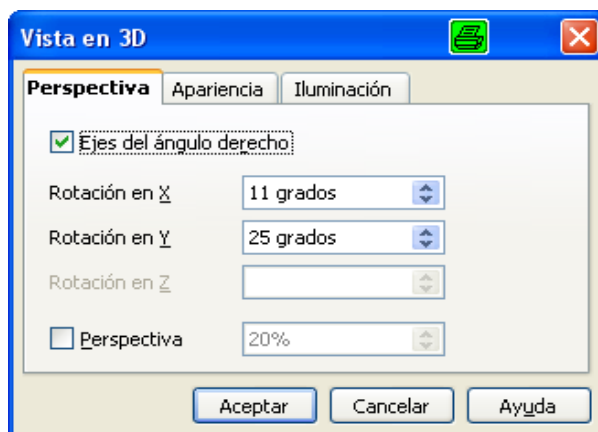 Vista en 3D
Perspectiva Apariencia Iluminación
Ejes del ángulo derecho
Rotación en X 11 grados
Rotación en Y 25 grados
Rotación en Z
Perspectiva 20%
Aceptar Cancelar Ayuda